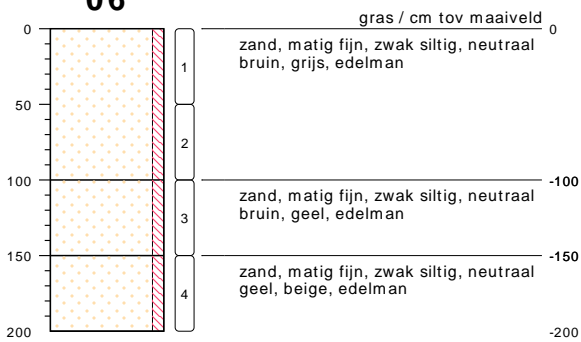 06
gras / cm tov maaiveld
0
0
zand, matig fijn, zwak siltig, neutraal
bruin, grijs, edelman
1
50
2
100
-100
zand, matig fijn, zwak siltig, neutraal
bruin, geel, edelman
3
150
-150
zand, matig fijn, zwak siltig, neutraal
geel, beige, edelman
4
200
-200